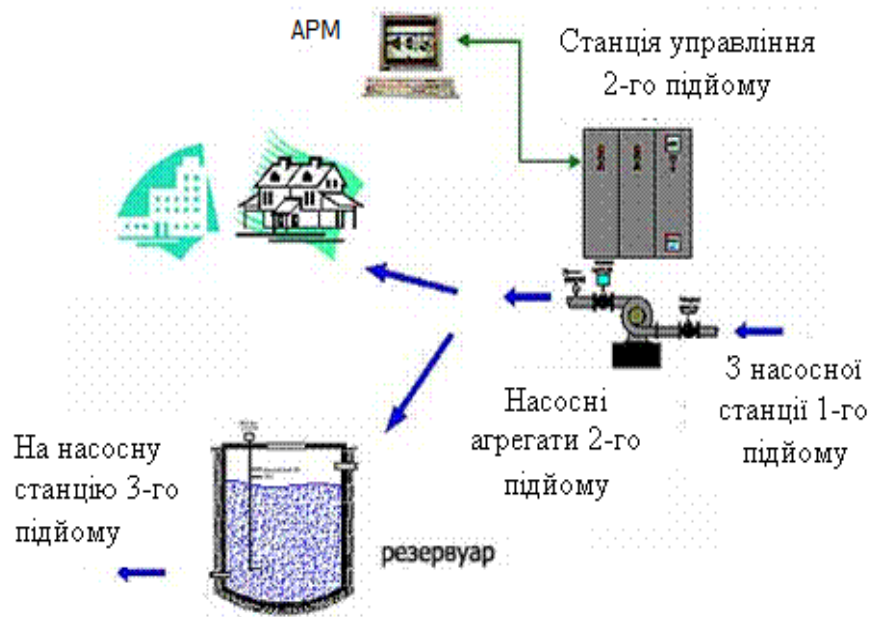 АРМ
Станція управління
2-го підйому
З насосної
станції 1-го
підйому
Насосні
агрегати 2-го
підйому
На насосну
станцію 3-го
підйому
резервуар